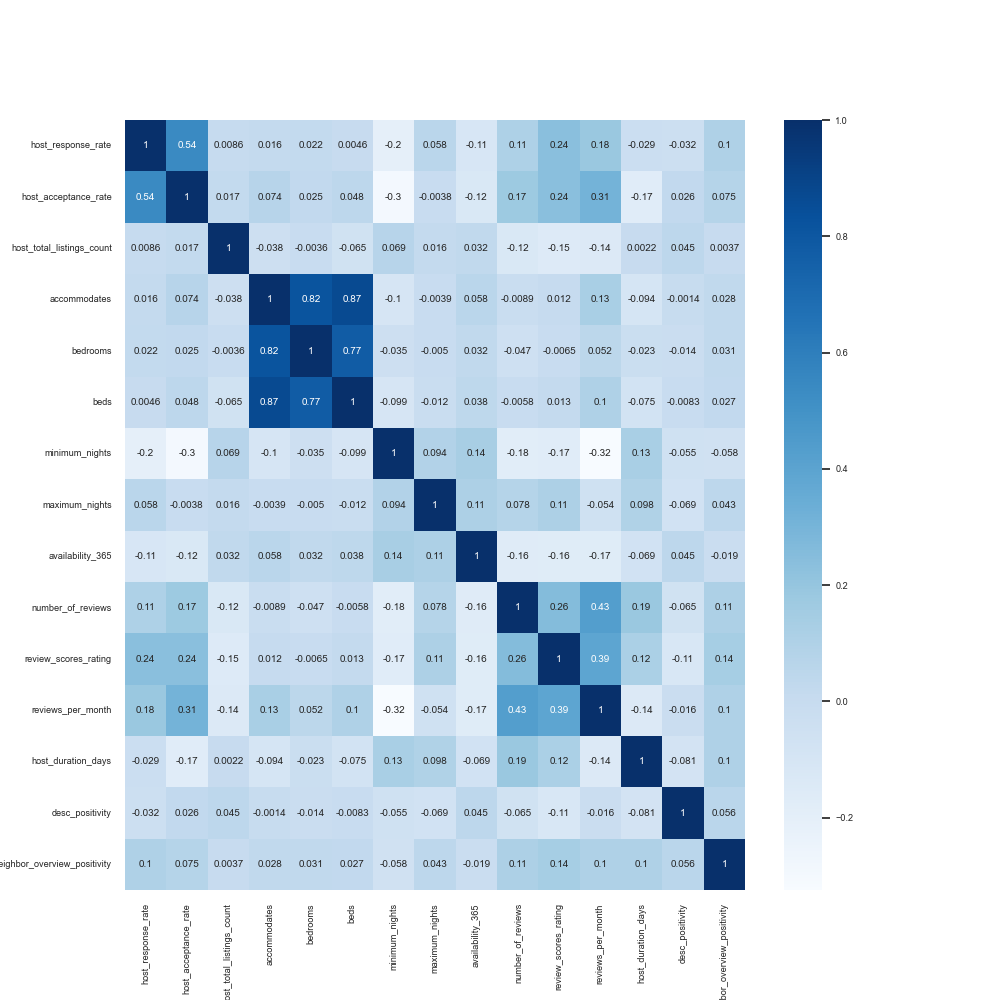 1.0
host_response_rate 1 0.54 0.0086 0.016 0.022 0.0046 -0.2 0.058 -0.11 0.11 0.24 0.18 -0.029 -0.032 0.1
host_acceptance_rate 0.54 1 0.017 0.074 0.025 0.048 -0.3 -0.0038 -0.12 0.17 0.24 0.31 -0.17 0.026 0.075
0.8
host_total_listings_count 0.0086 0.017 1 -0.038 -0.0036 -0.065 0.069 0.016 0.032 -0.12 -0.15 -0.14 0.0022 0.045 0.0037
accommodates 0.016 0.074 -0.038 1 0.82 0.87 -0.1 -0.0039 0.058 -0.0089 0.012 0.13 -0.094 -0.0014 0.028
bedrooms 0.022 0.025 -0.0036 0.82 1 0.77 -0.035 -0.005 0.032 -0.047 -0.0065 0.052 -0.023 -0.014 0.031
0.6
beds 0.0046 0.048 -0.065 0.87 0.77 1 -0.099 -0.012 0.038 -0.0058 0.013 0.1 -0.075 -0.0083 0.027
minimum_nights -0.2 -0.3 0.069 -0.1 -0.035 -0.099 1 0.094 0.14 -0.18 -0.17 -0.32 0.13 -0.055 -0.058
0.4
maximum_nights 0.058 -0.0038 0.016 -0.0039 -0.005 -0.012 0.094 1 0.11 0.078 0.11 -0.054 0.098 -0.069 0.043
availability_365 -0.11 -0.12 0.032 0.058 0.032 0.038 0.14 0.11 1 -0.16 -0.16 -0.17 -0.069 0.045 -0.019
0.2
number_of_reviews 0.11 0.17 -0.12 -0.0089 -0.047 -0.0058 -0.18 0.078 -0.16 1 0.26 0.43 0.19 -0.065 0.11
review_scores_rating 0.24 0.24 -0.15 0.012 -0.0065 0.013 -0.17 0.11 -0.16 0.26 1 0.39 0.12 -0.11 0.14
0.0
reviews_per_month 0.18 0.31 -0.14 0.13 0.052 0.1 -0.32 -0.054 -0.17 0.43 0.39 1 -0.14 -0.016 0.1
host_duration_days -0.029 -0.17 0.0022 -0.094 -0.023 -0.075 0.13 0.098 -0.069 0.19 0.12 -0.14 1 -0.081 0.1
desc_positivity -0.032 0.026 0.045 -0.0014 -0.014 -0.0083 -0.055 -0.069 0.045 -0.065 -0.11 -0.016 -0.081 1 0.056
−0.2
eighbor_overview_positivity 0.1 0.075 0.0037 0.028 0.031 0.027 -0.058 0.043 -0.019 0.11 0.14 0.1 0.1 0.056 1
host_response_rate
host_acceptance_rate
ost_total_listings_count
accommodates
bedrooms
beds
minimum_nights
maximum_nights
availability_365
number_of_reviews
review_scores_rating
reviews_per_month
host_duration_days
desc_positivity
bor_overview_positivity